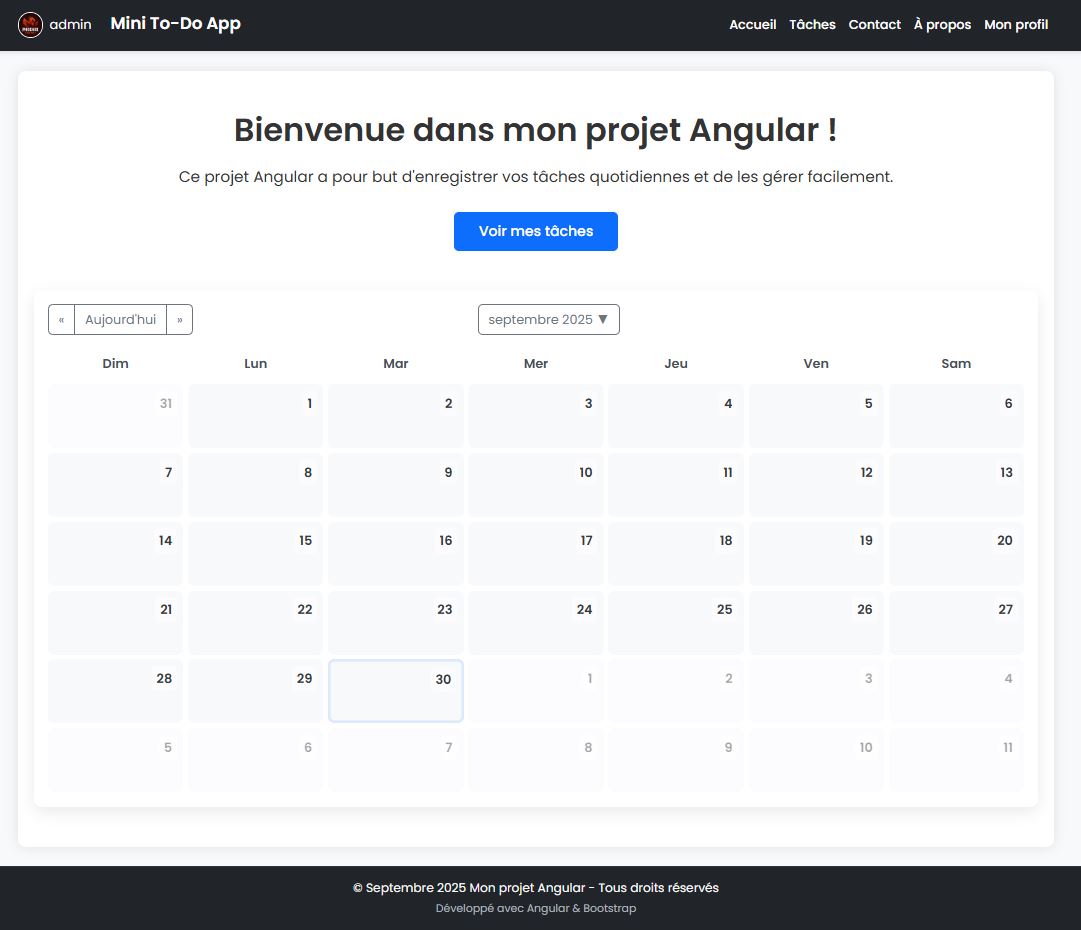 admin Mini To-Do App Accueil Tâches Contact À propos Mon profil
Bienvenue dans mon projet Angular !
Ce projet Angular a pour but d'enregistrer vos tâches quotidiennes et de les gérer facilement.
Voir mes tâches
« Aujourd'hui » septembre 2025 ▼
Dim Lun Mar Mer Jeu Ven Sam
31 1 2 3 4 5 6
7 8 9 10 11 12 13
14 15 16 17 18 19 20
21 22 23 24 25 26 27
28 29 30 1 2 3 4
5 6 7 8 9 10 11
© Septembre 2025 Mon projet Angular - Tous droits réservés
Développé avec Angular & Bootstrap